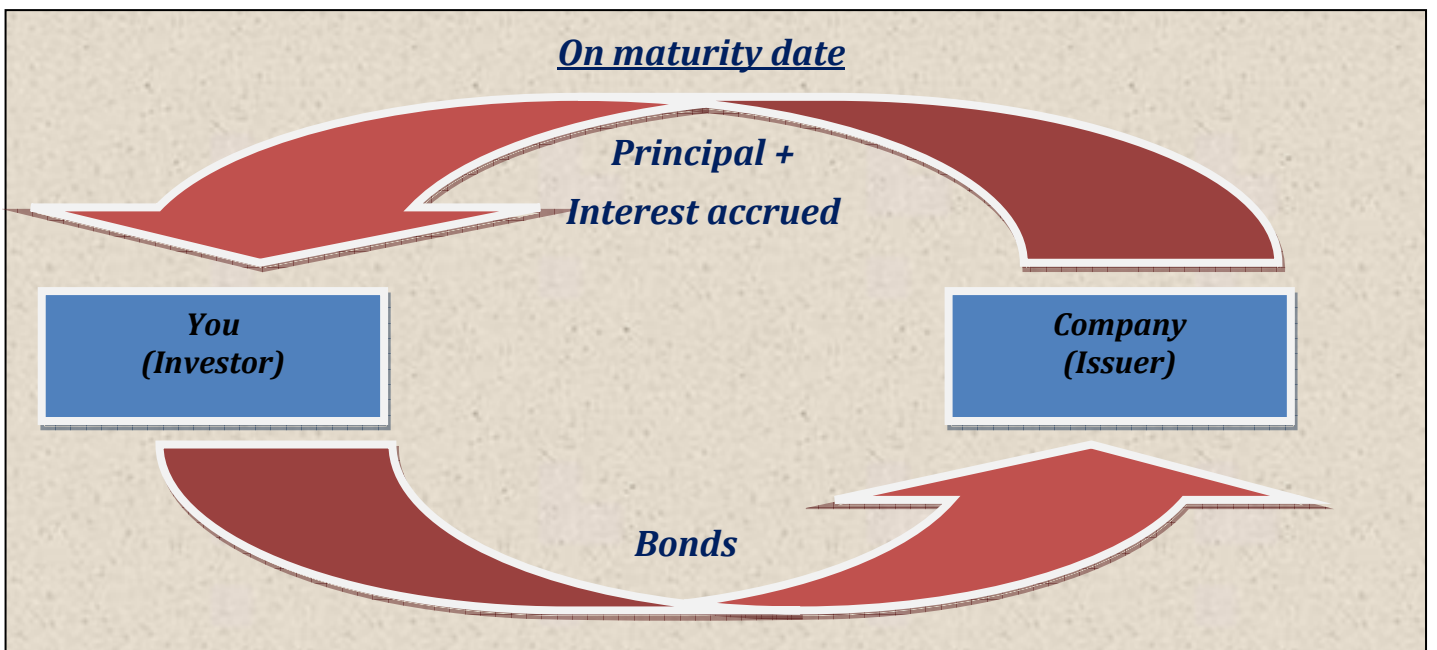 On maturity date
Principal +
Interest accrued
You
(Investor)
Company
(Issuer)
Bonds